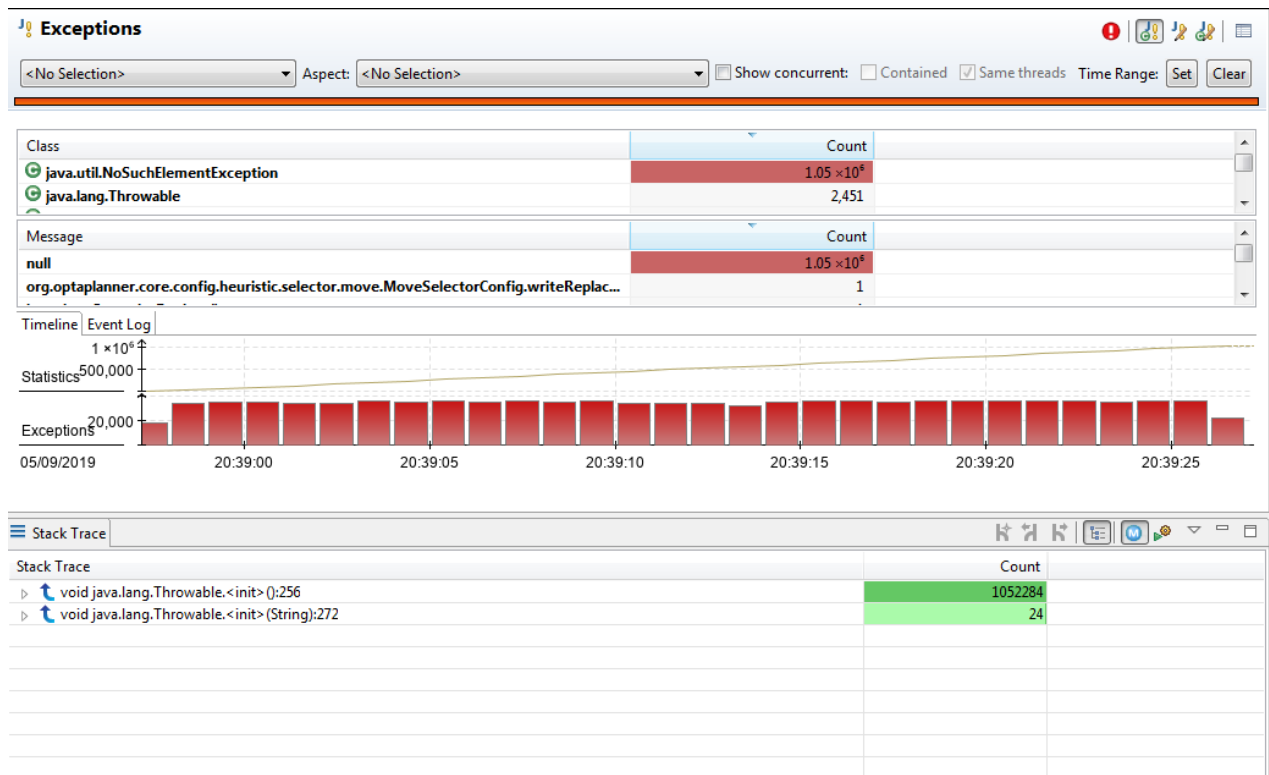 Exceptions
<No Selection> Aspect: <No Selection> Show concurrent: Contained Same threads Time Range: Set Clear
Class Count
java.util.NoSuchElementException 1.05 ×10⁶
java.lang.Throwable 2,451
Message Count
null 1.05 ×10⁶
org.optaplanner.core.config.heuristic.selector.move.MoveSelectorConfig.writeReplac... 1
Timeline Event Log
1 ×10⁶
Statistics 500,000
Exceptions 20,000
05/09/2019 20:39:00 20:39:05 20:39:10 20:39:15 20:39:20 20:39:25
Stack Trace
Stack Trace Count
void java.lang.Throwable.<init>():256 1052284
void java.lang.Throwable.<init>(String):272 24